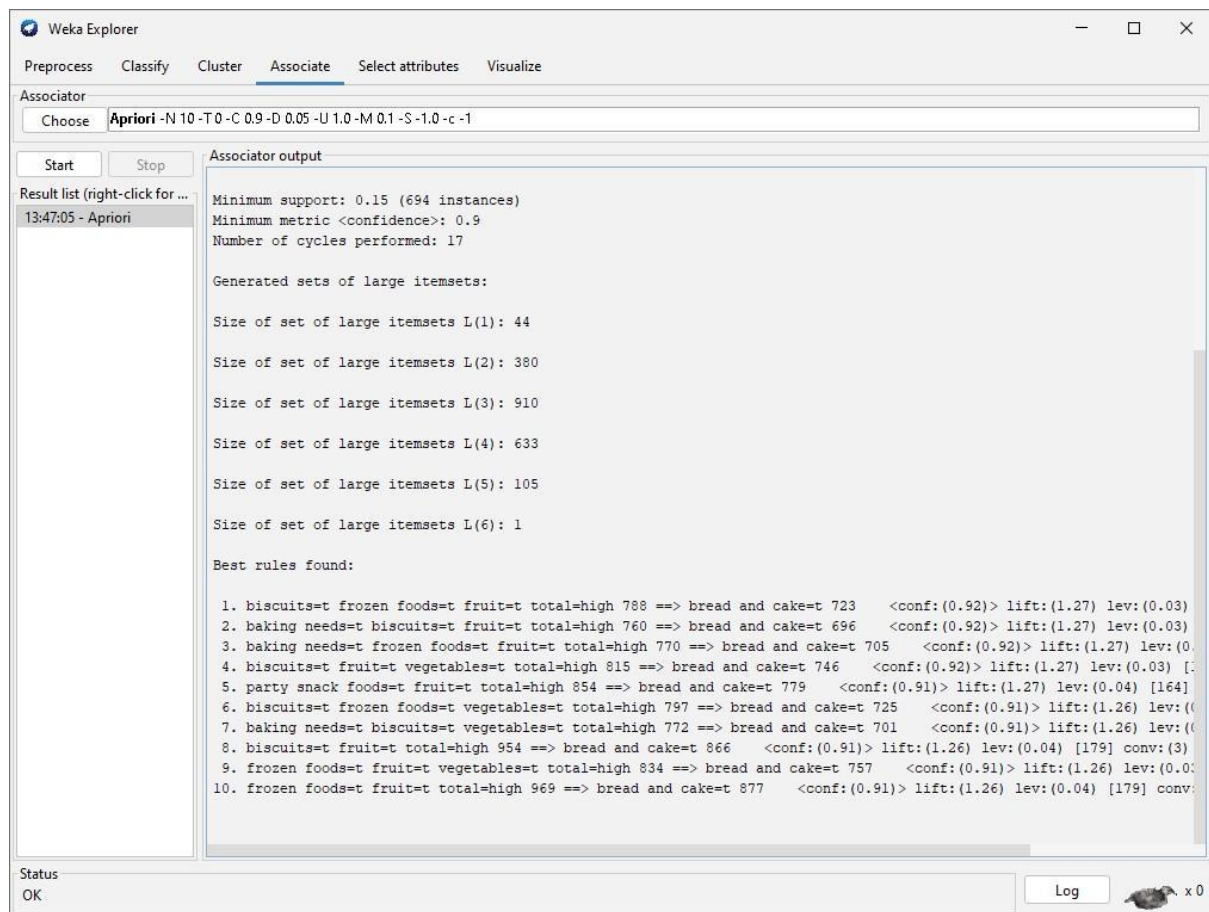 Weka Explorer
Preprocess Classify Cluster Associate Select attributes Visualize
Associator
Choose Apriori -N 10 -T 0 -C 0.9 -D 0.05 -U 1.0 -M 0.1 -S -1.0 -c -1
Start Stop
Result list (right-click for ...
13:47:05 - Apriori
Associator output
Minimum support: 0.15 (694 instances)
Minimum metric <confidence>: 0.9
Number of cycles performed: 17
Generated sets of large itemsets:
Size of set of large itemsets L(1): 44
Size of set of large itemsets L(2): 380
Size of set of large itemsets L(3): 910
Size of set of large itemsets L(4): 633
Size of set of large itemsets L(5): 105
Size of set of large itemsets L(6): 1
Best rules found:
1. biscuits=t frozen foods=t fruit=t total=high 788 ==> bread and cake=t 723 <conf:(0.92)> lift:(1.27) lev:(0.03)
2. baking needs=t biscuits=t fruit=t total=high 760 ==> bread and cake=t 696 <conf:(0.92)> lift:(1.27) lev:(0.03)
3. baking needs=t frozen foods=t fruit=t total=high 770 ==> bread and cake=t 705 <conf:(0.92)> lift:(1.27) lev:(0.
4. biscuits=t fruit=t vegetables=t total=high 815 ==> bread and cake=t 746 <conf:(0.92)> lift:(1.27) lev:(0.03) [
5. party snack foods=t fruit=t total=high 854 ==> bread and cake=t 779 <conf:(0.91)> lift:(1.27) lev:(0.04) [164]
6. biscuits=t frozen foods=t vegetables=t total=high 797 ==> bread and cake=t 725 <conf:(0.91)> lift:(1.26) lev:(
7. baking needs=t biscuits=t vegetables=t total=high 772 ==> bread and cake=t 701 <conf:(0.91)> lift:(1.26) lev:(
8. biscuits=t fruit=t total=high 954 ==> bread and cake=t 866 <conf:(0.91)> lift:(1.26) lev:(0.04) [179] conv:(3)
9. frozen foods=t fruit=t vegetables=t total=high 834 ==> bread and cake=t 757 <conf:(0.91)> lift:(1.26) lev:(0.0
10. frozen foods=t fruit=t total=high 969 ==> bread and cake=t 877 <conf:(0.91)> lift:(1.26) lev:(0.04) [179] conv
Status
OK
Log x 0